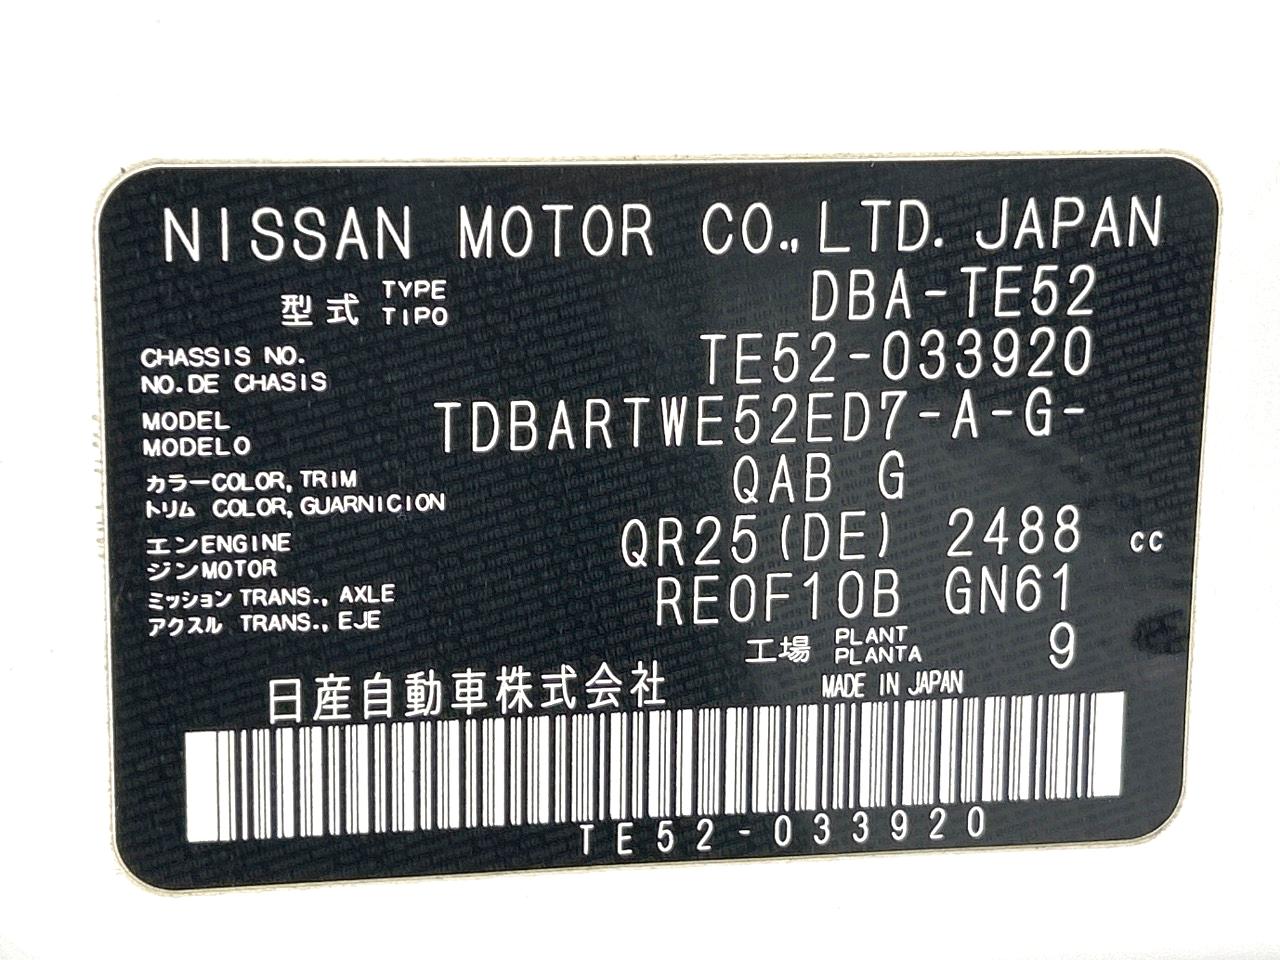 NISSAN MOTOR CO., LTD. JAPAN
型式 TYPE TIPO DBA-TE52
CHASSIS NO. TE52-033920
NO. DE CHASIS
MODEL TDBARTWE52ED7-A-G-
MODELO
カラーCOLOR, TRIM QAB G
トリム COLOR, GUARNICION
エンENGINE QR25(DE) 2488 cc
ジンMOTOR
ミッション TRANS., AXLE RE0F10B GN61
アクスル TRANS., EJE
工場 PLANT PLANTA 9
日産自動車株式会社 MADE IN JAPAN
TE52-033920